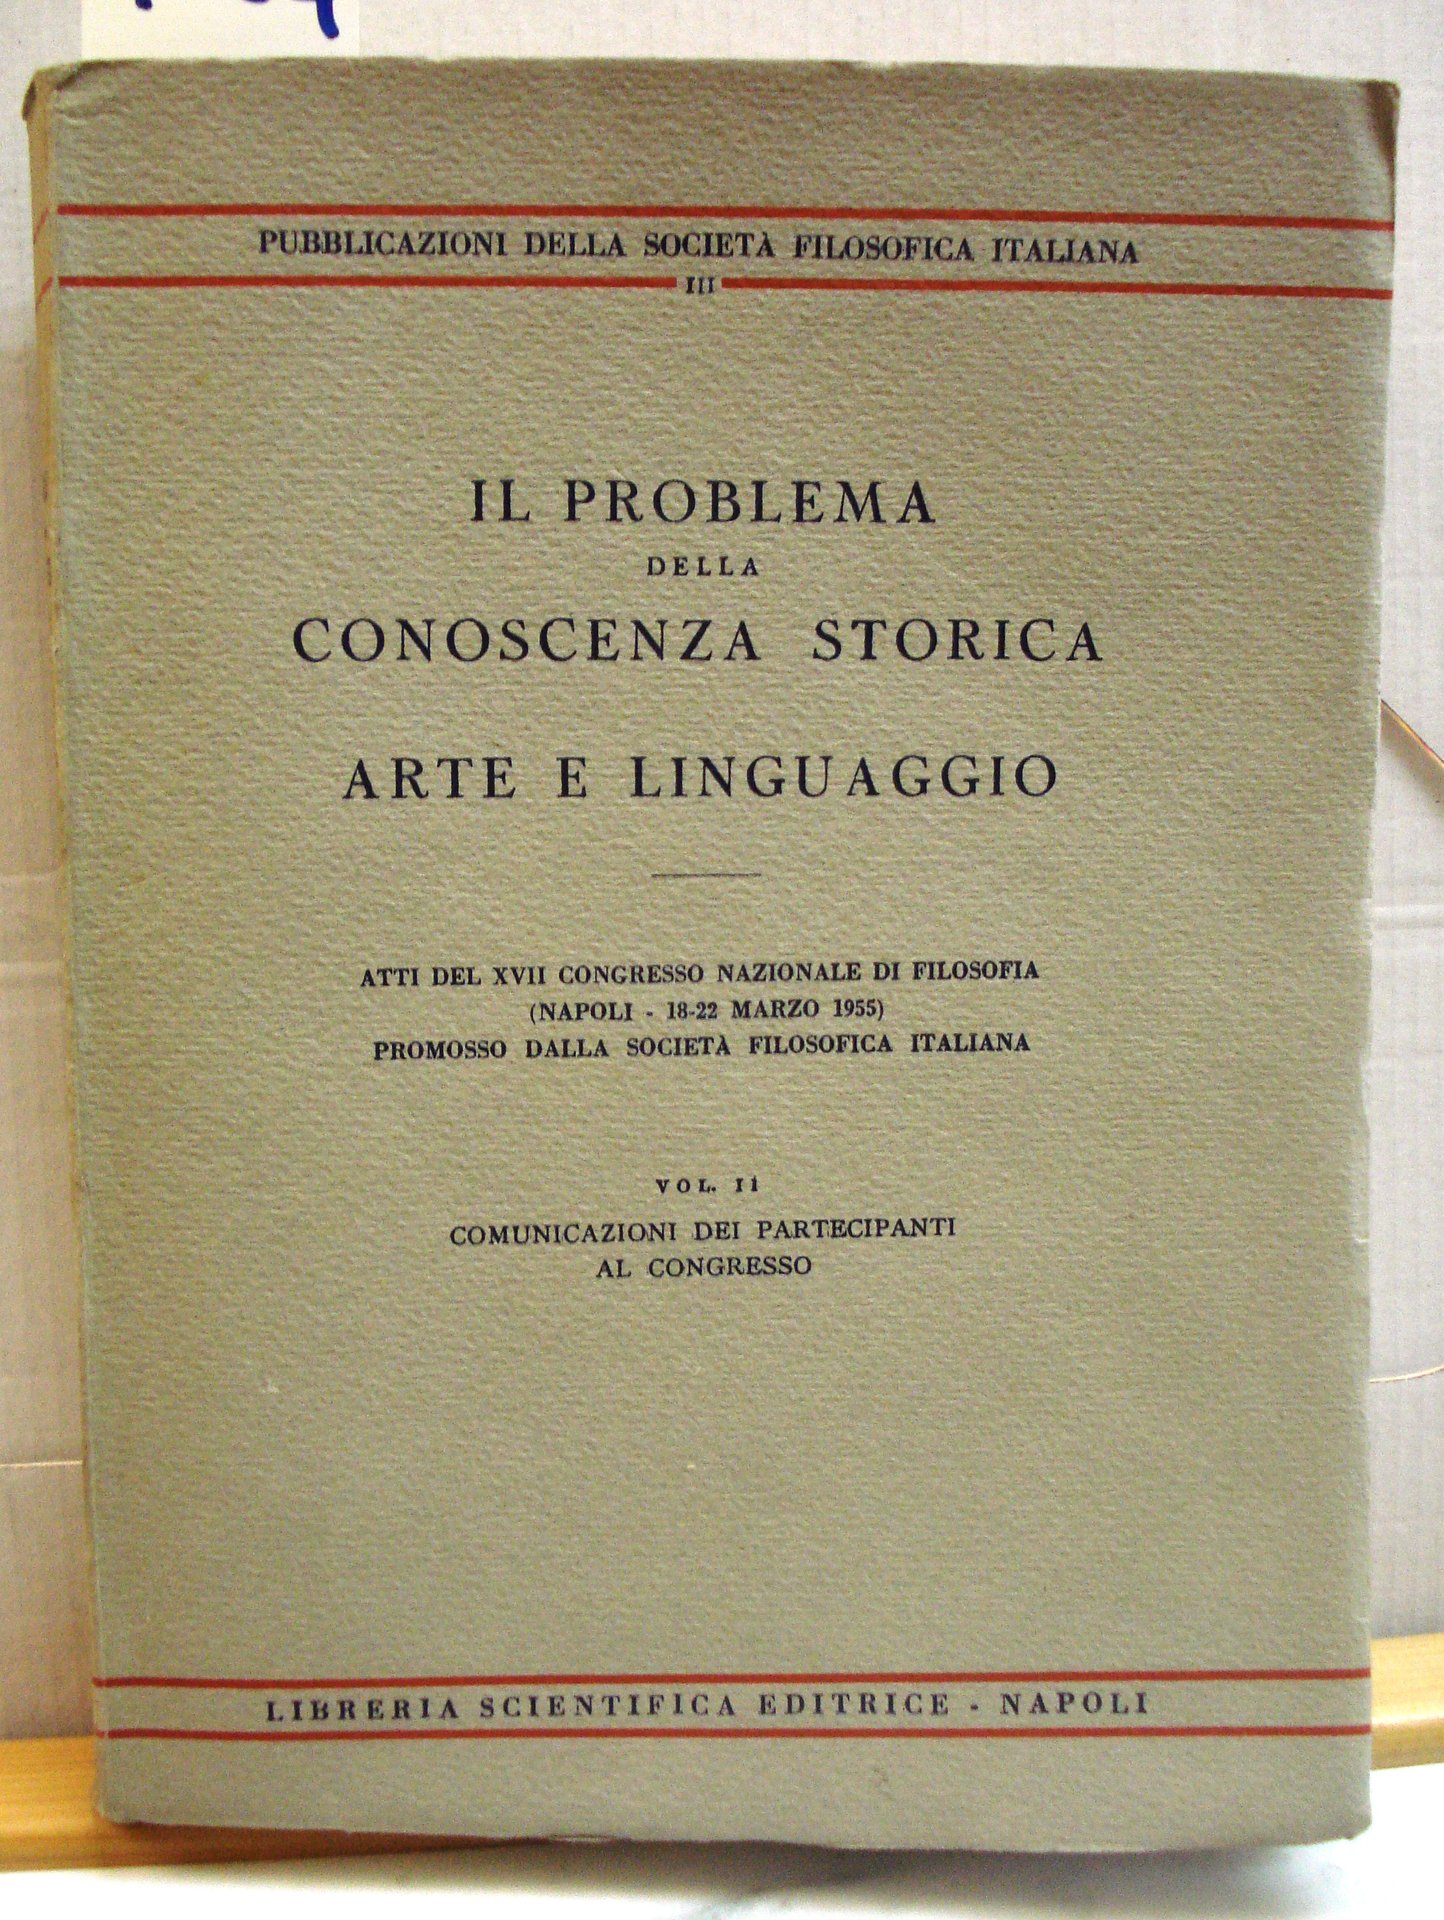 PUBBLICAZIONI DELLA SOCIETÀ FILOSOFICA ITALIANA
III
IL PROBLEMA
DELLA
CONOSCENZA STORICA
ARTE E LINGUAGGIO
ATTI DEL XVII CONGRESSO NAZIONALE DI FILOSOFIA
(NAPOLI - 18-22 MARZO 1955)
PROMOSSO DALLA SOCIETÀ FILOSOFICA ITALIANA
VOL. II
COMUNICAZIONI DEI PARTECIPANTI
AL CONGRESSO
LIBRERIA SCIENTIFICA EDITRICE - NAPOLI